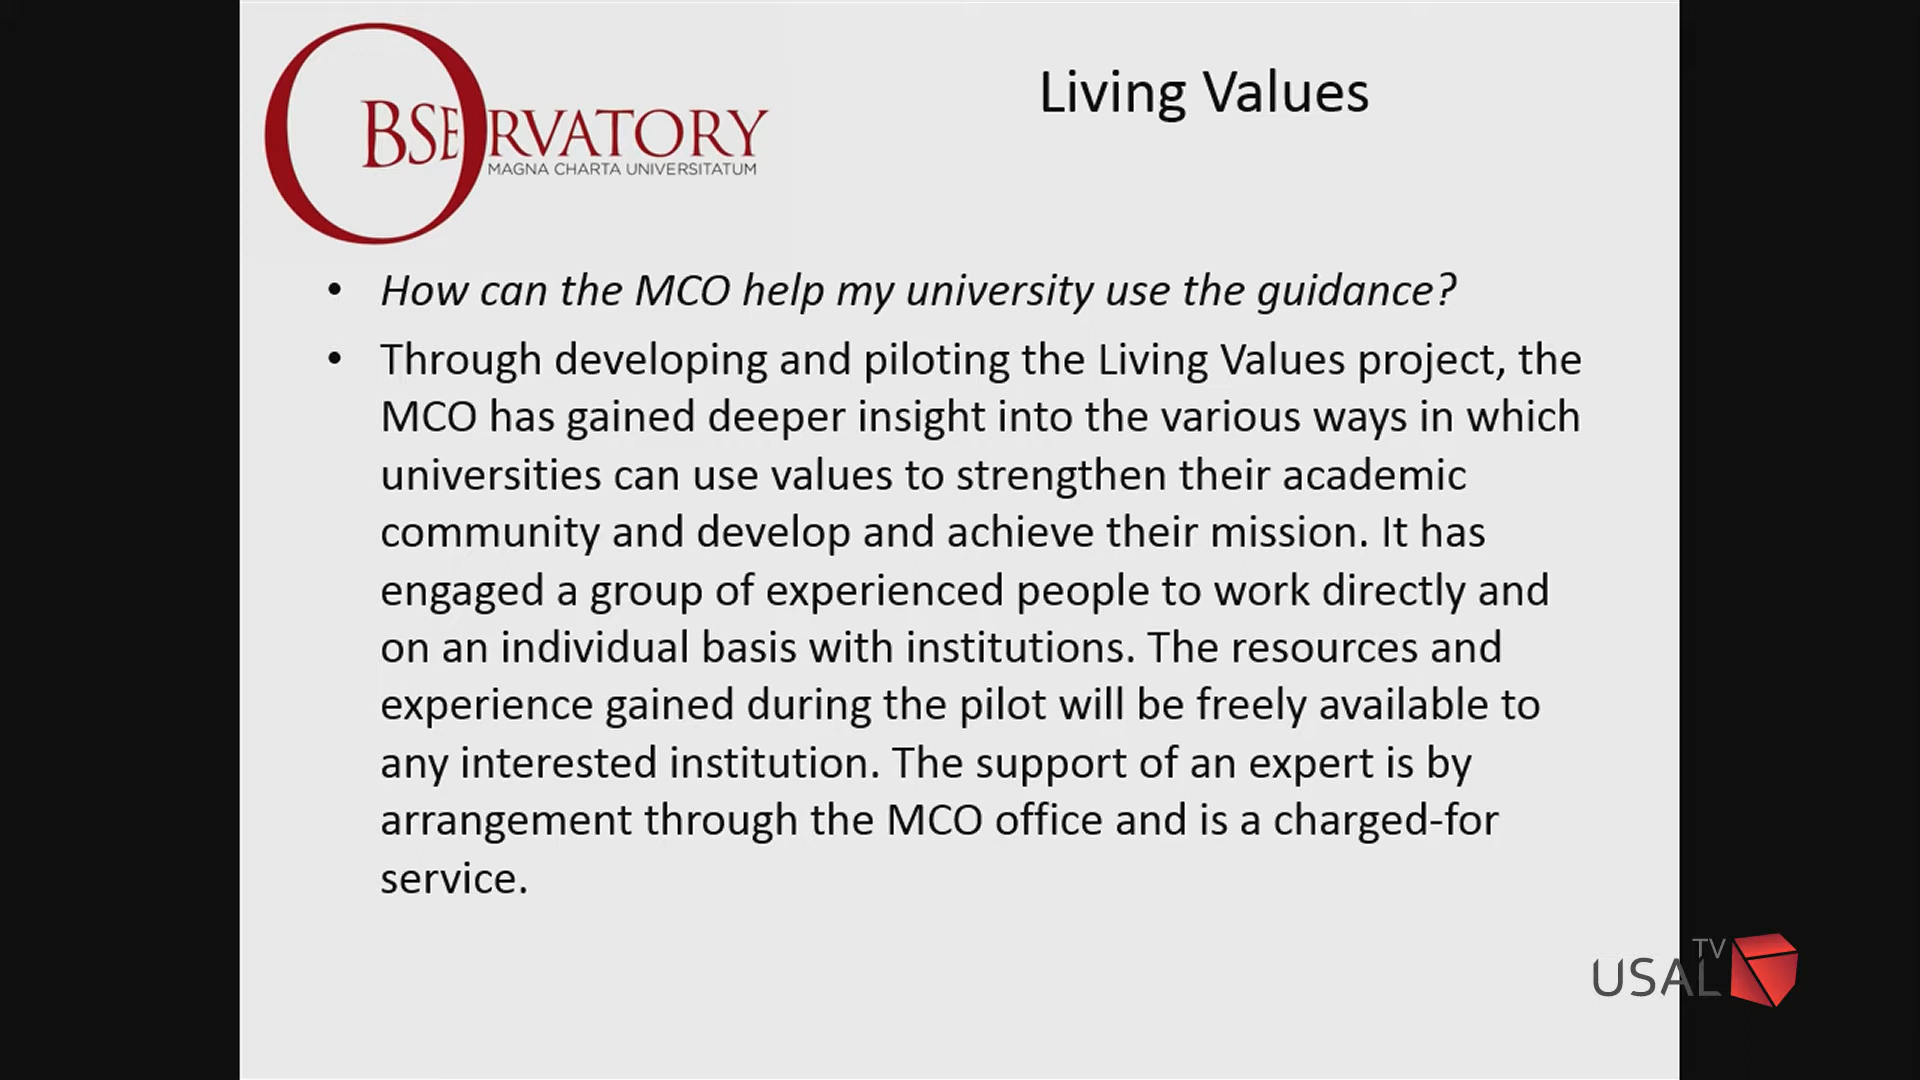 OBSERVATORY
MAGNA CHARTA UNIVERSITATUM
Living Values
• How can the MCO help my university use the guidance?
• Through developing and piloting the Living Values project, the
MCO has gained deeper insight into the various ways in which
universities can use values to strengthen their academic
community and develop and achieve their mission. It has
engaged a group of experienced people to work directly and
on an individual basis with institutions. The resources and
experience gained during the pilot will be freely available to
any interested institution. The support of an expert is by
arrangement through the MCO office and is a charged-for
service.
TV
USAL